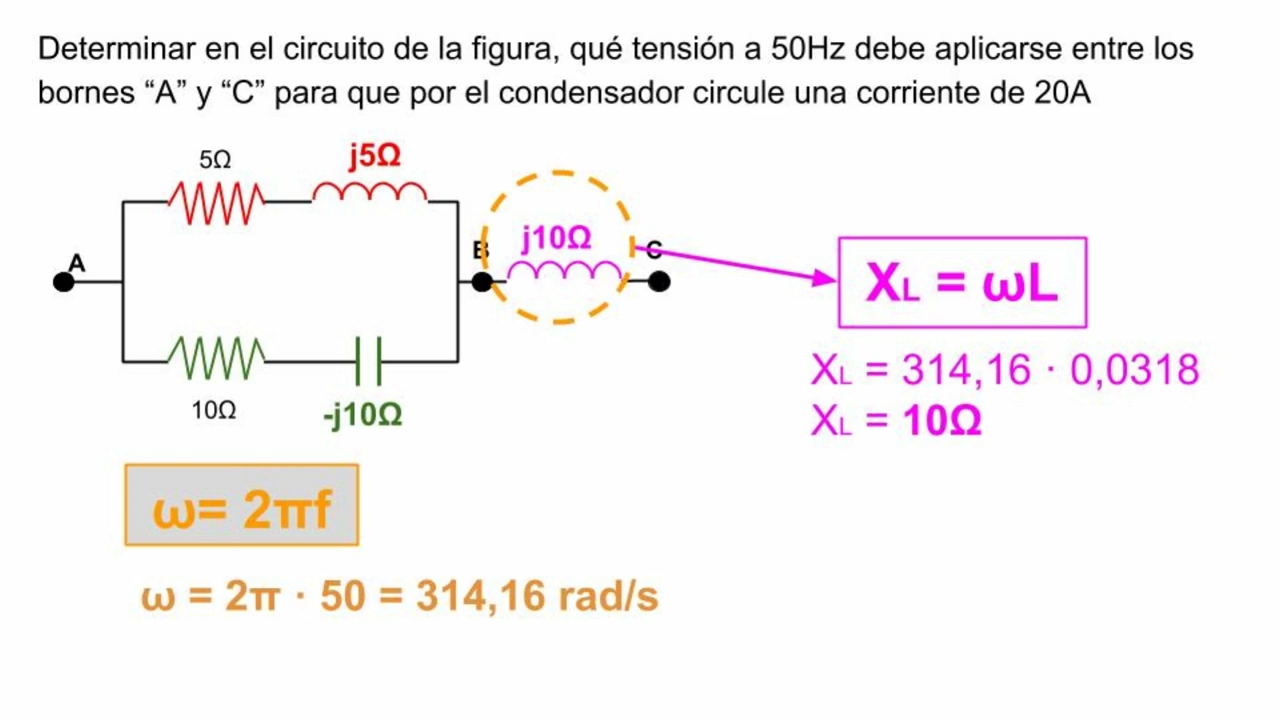 Determinar en el circuito de la figura, qué tensión a 50Hz debe aplicarse entre los
bornes “A” y “C” para que por el condensador circule una corriente de 20A
5Ω
j5Ω
A
B
j10Ω
C
10Ω
-j10Ω
XL = ωL
XL = 314,16 · 0,0318
XL = 10Ω
ω= 2πf
ω = 2π · 50 = 314,16 rad/s